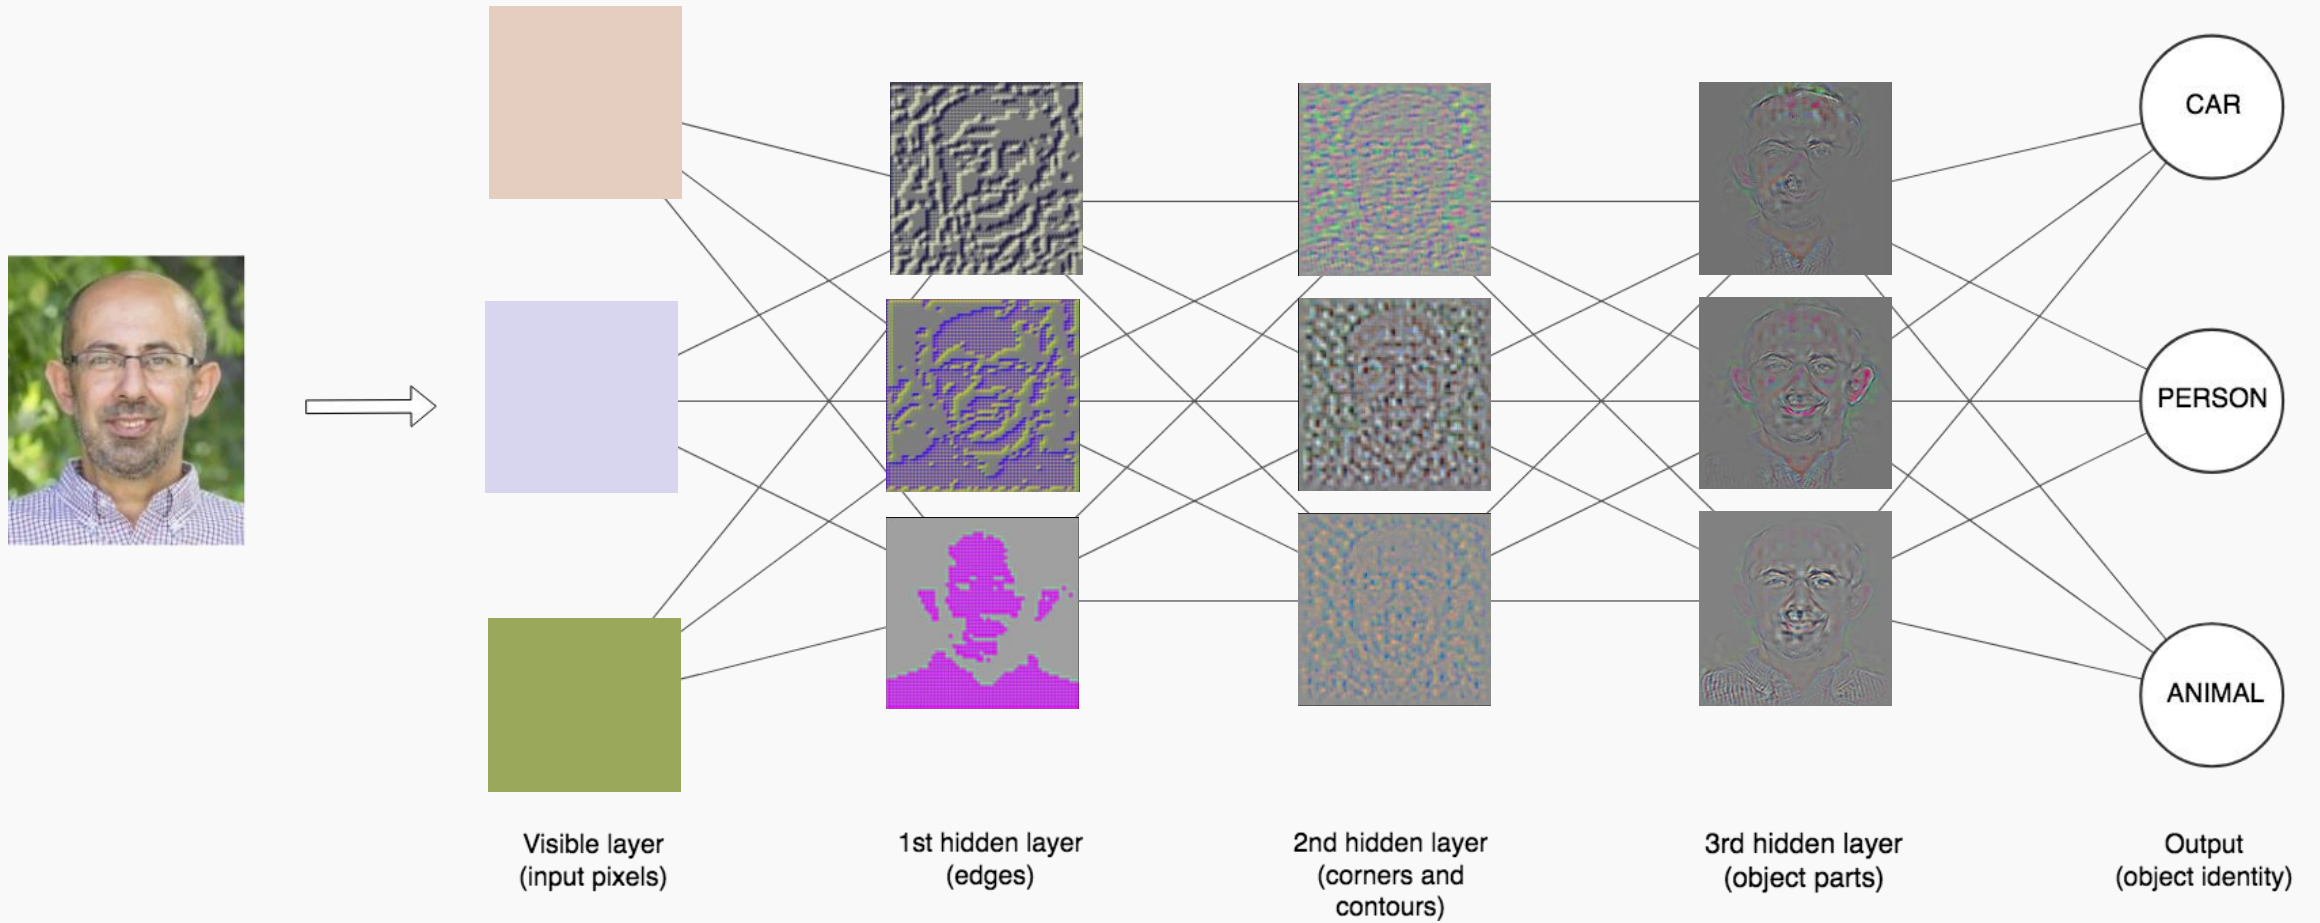 CAR
PERSON
ANIMAL
Visible layer
(input pixels)
1st hidden layer
(edges)
2nd hidden layer
(corners and
contours)
3rd hidden layer
(object parts)
Output
(object identity)